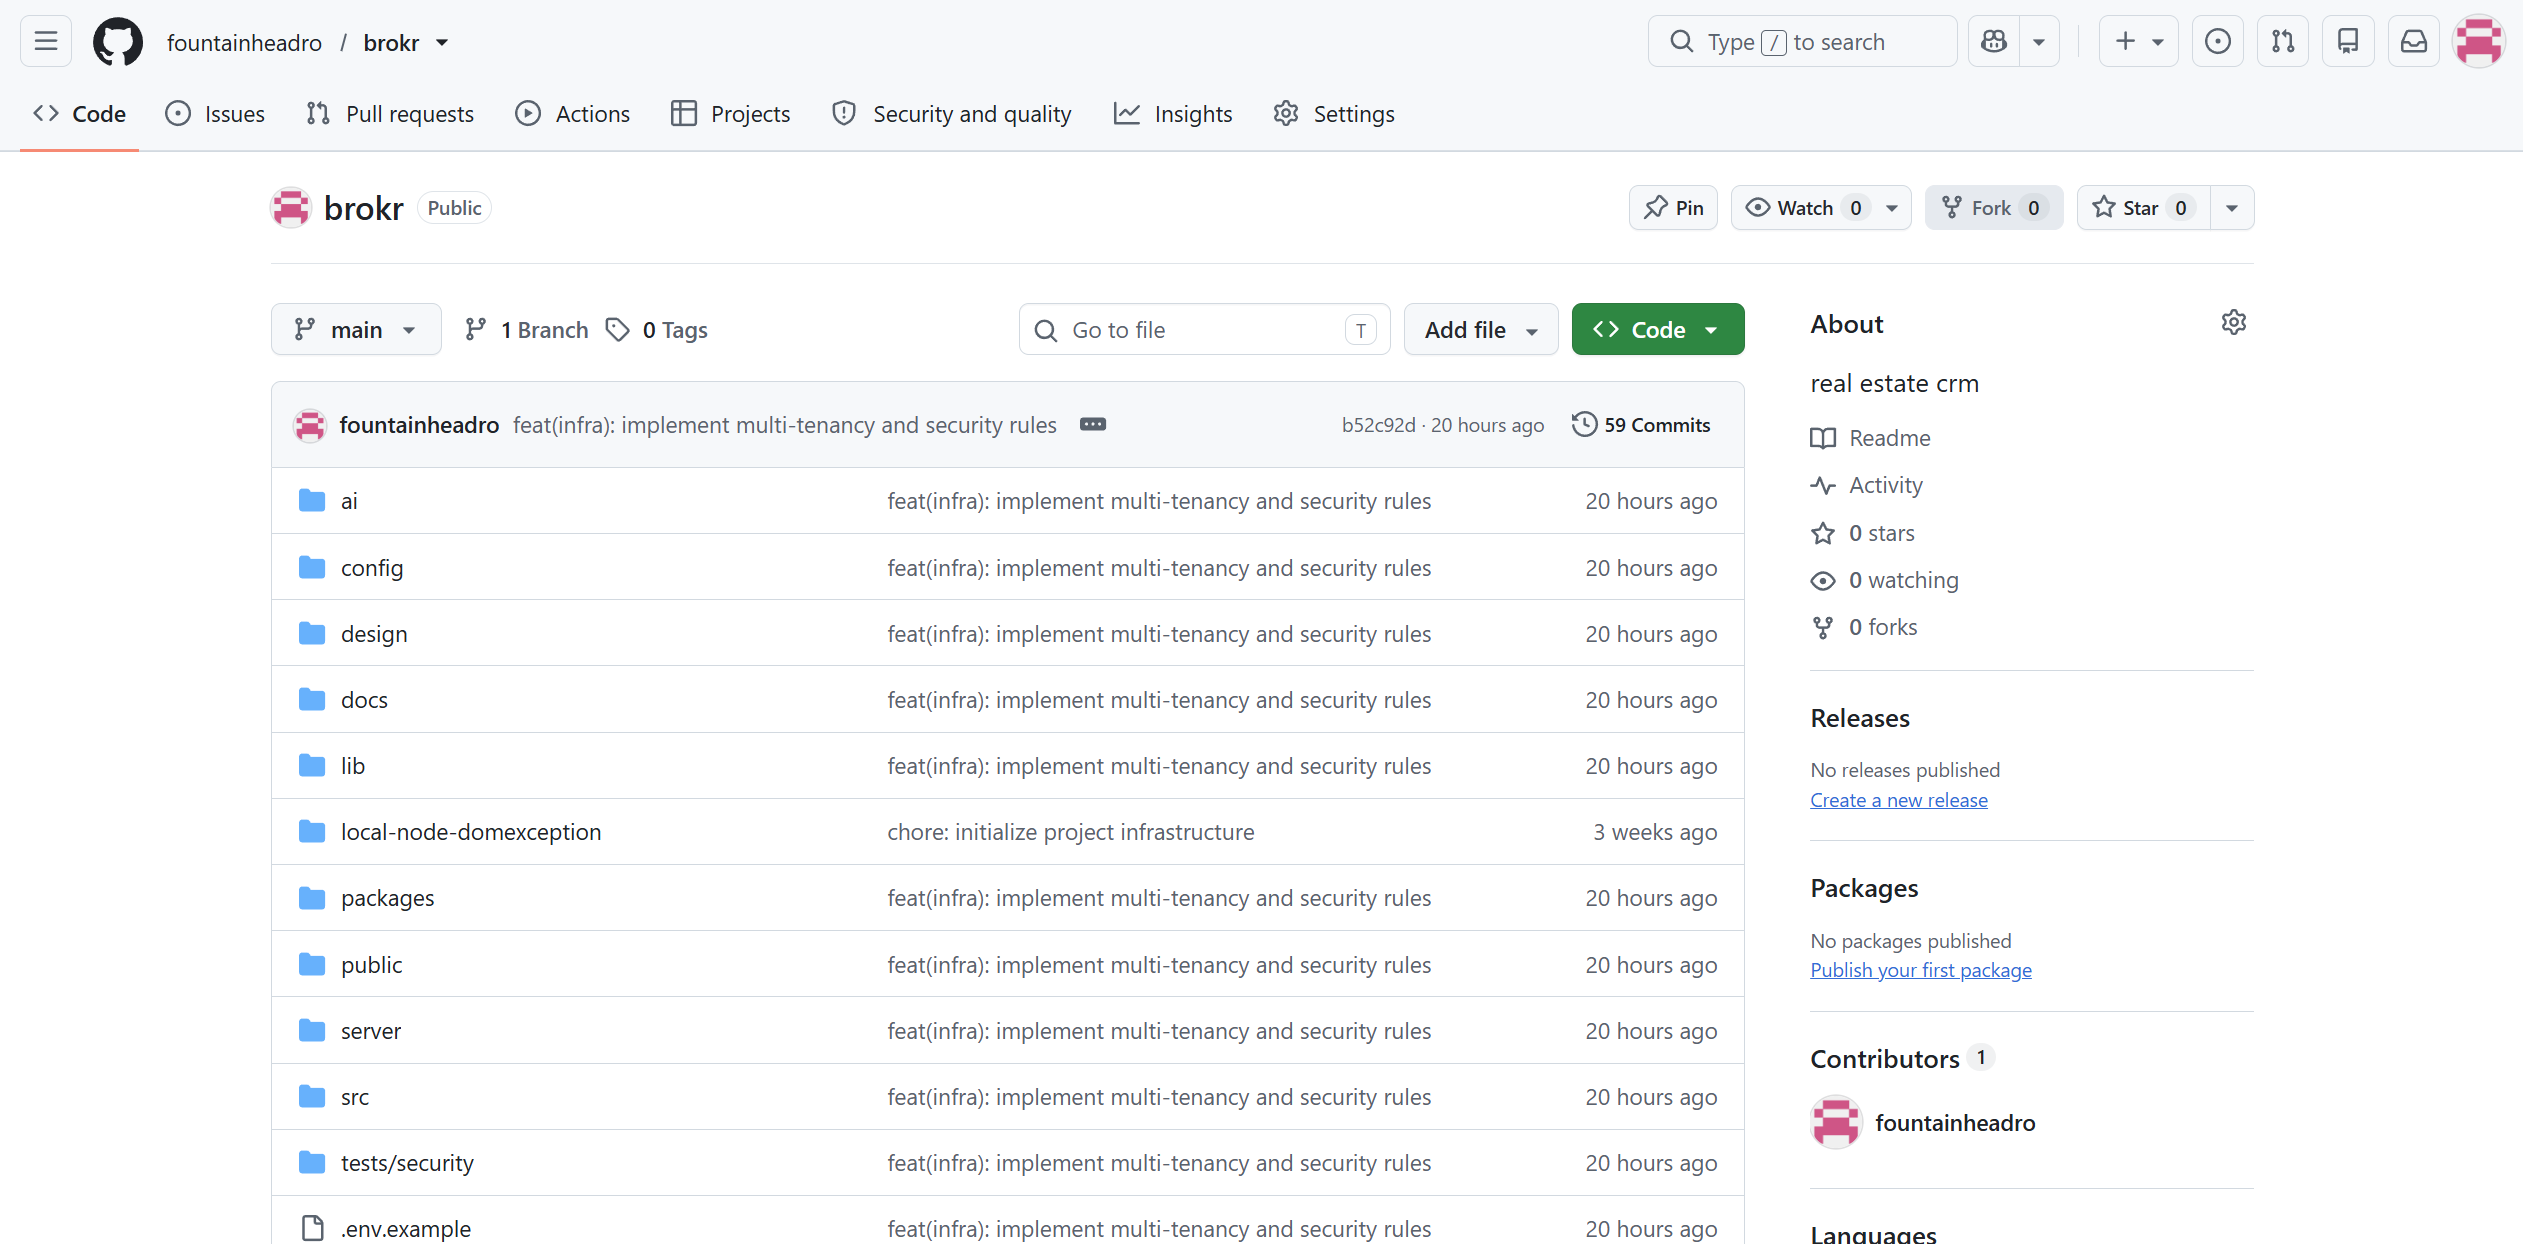 fountainheadro / brokr
Type / to search
Code
Issues
Pull requests
Actions
Projects
Security and quality
Insights
Settings
brokr Public
Pin
Watch 0
Fork 0
Star 0
main
1 Branch
0 Tags
Go to file T
Add file
Code
fountainheadro feat(infra): implement multi-tenancy and security rules b52c92d · 20 hours ago 59 Commits
ai feat(infra): implement multi-tenancy and security rules 20 hours ago
config feat(infra): implement multi-tenancy and security rules 20 hours ago
design feat(infra): implement multi-tenancy and security rules 20 hours ago
docs feat(infra): implement multi-tenancy and security rules 20 hours ago
lib feat(infra): implement multi-tenancy and security rules 20 hours ago
local-node-domexception chore: initialize project infrastructure 3 weeks ago
packages feat(infra): implement multi-tenancy and security rules 20 hours ago
public feat(infra): implement multi-tenancy and security rules 20 hours ago
server feat(infra): implement multi-tenancy and security rules 20 hours ago
src feat(infra): implement multi-tenancy and security rules 20 hours ago
tests/security feat(infra): implement multi-tenancy and security rules 20 hours ago
.env.example feat(infra): implement multi-tenancy and security rules 20 hours ago
About
real estate crm
Readme
Activity
0 stars
0 watching
0 forks
Releases
No releases published
Create a new release
Packages
No packages published
Publish your first package
Contributors 1
fountainheadro
Languages